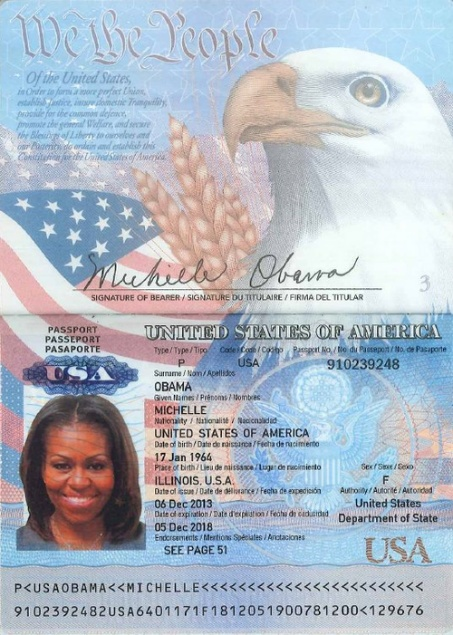 We the People
Of the United States,
in Order to form a more perfect Union,
establish Justice, insure domestic Tranquility,
provide for the common defence,
promote the general Welfare, and secure
the Blessings of Liberty to ourselves and
our Posterity, do ordain and establish this
Constitution for the United States of America.
Michelle Obama
3
SIGNATURE OF BEARER / SIGNATURE DU TITULAIRE / FIRMA DEL TITULAR
PASSPORT
PASSEPORT
PASAPORTE
USA
UNITED STATES OF AMERICA
Type / Type / Tipo Code / Code / Codigo Passport No. / No. du Passeport / No. de Pasaporte
P USA 910239248
Surname / Nom / Apellidos
OBAMA
Given Names / Prénoms / Nombres
MICHELLE
Nationality / Nationalité / Nacionalidad
UNITED STATES OF AMERICA
Date of birth / Date de naissance / Fecha de nacimiento
17 Jan 1964
Place of birth / Lieu de naissance / Lugar de nacimiento Sex / Sexe / Sexo
ILLINOIS, U.S.A. F
Date of issue / Date de délivrance / Fecha de expedición Authority / Autorité / Autoridad
06 Dec 2013 United States
Date of expiration / Date d'expiration / Fecha de caducidad Department of State
05 Dec 2018
Endorsements / Mentions Spéciales / Anotaciones
SEE PAGE 51
USA
P<USAOBAMA<<MICHELLE<<<<<<<<<<<<<<<<<<<<<<<<
9102392482USA6401171F1812051900781200<129676